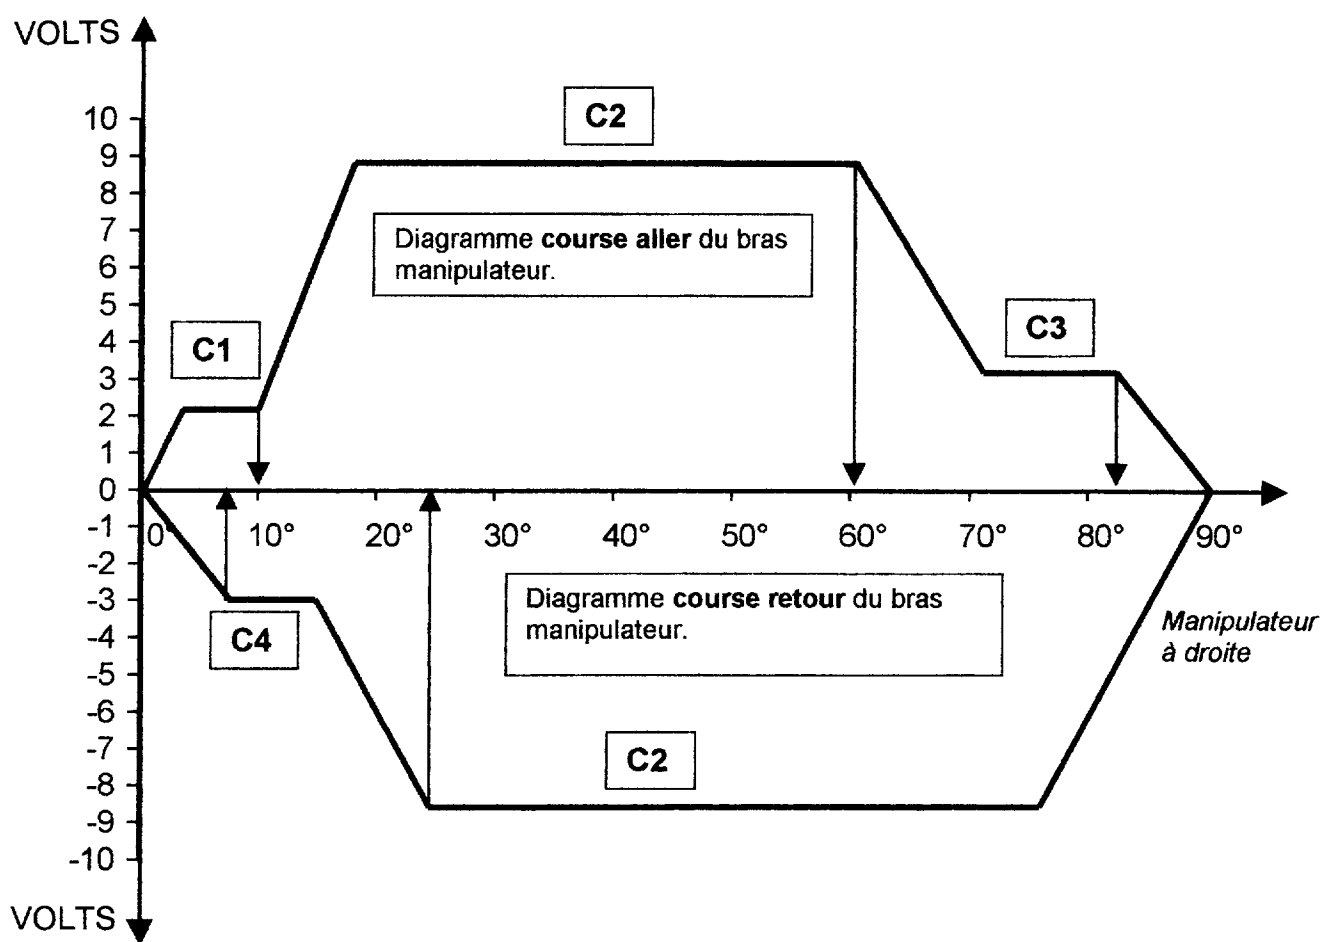 VOLTS
10
C2
9
8
7
Diagramme course aller du bras
manipulateur.
6
5
4
C1
C3
3
2
1
0
-1
0° 10° 20° 30° 40° 50° 60° 70° 80° 90°
-2
-3
Diagramme course retour du bras
manipulateur.
Manipulateur
à droite
C4
-4
-5
-6
-7
C2
-8
-9
-10
VOLTS